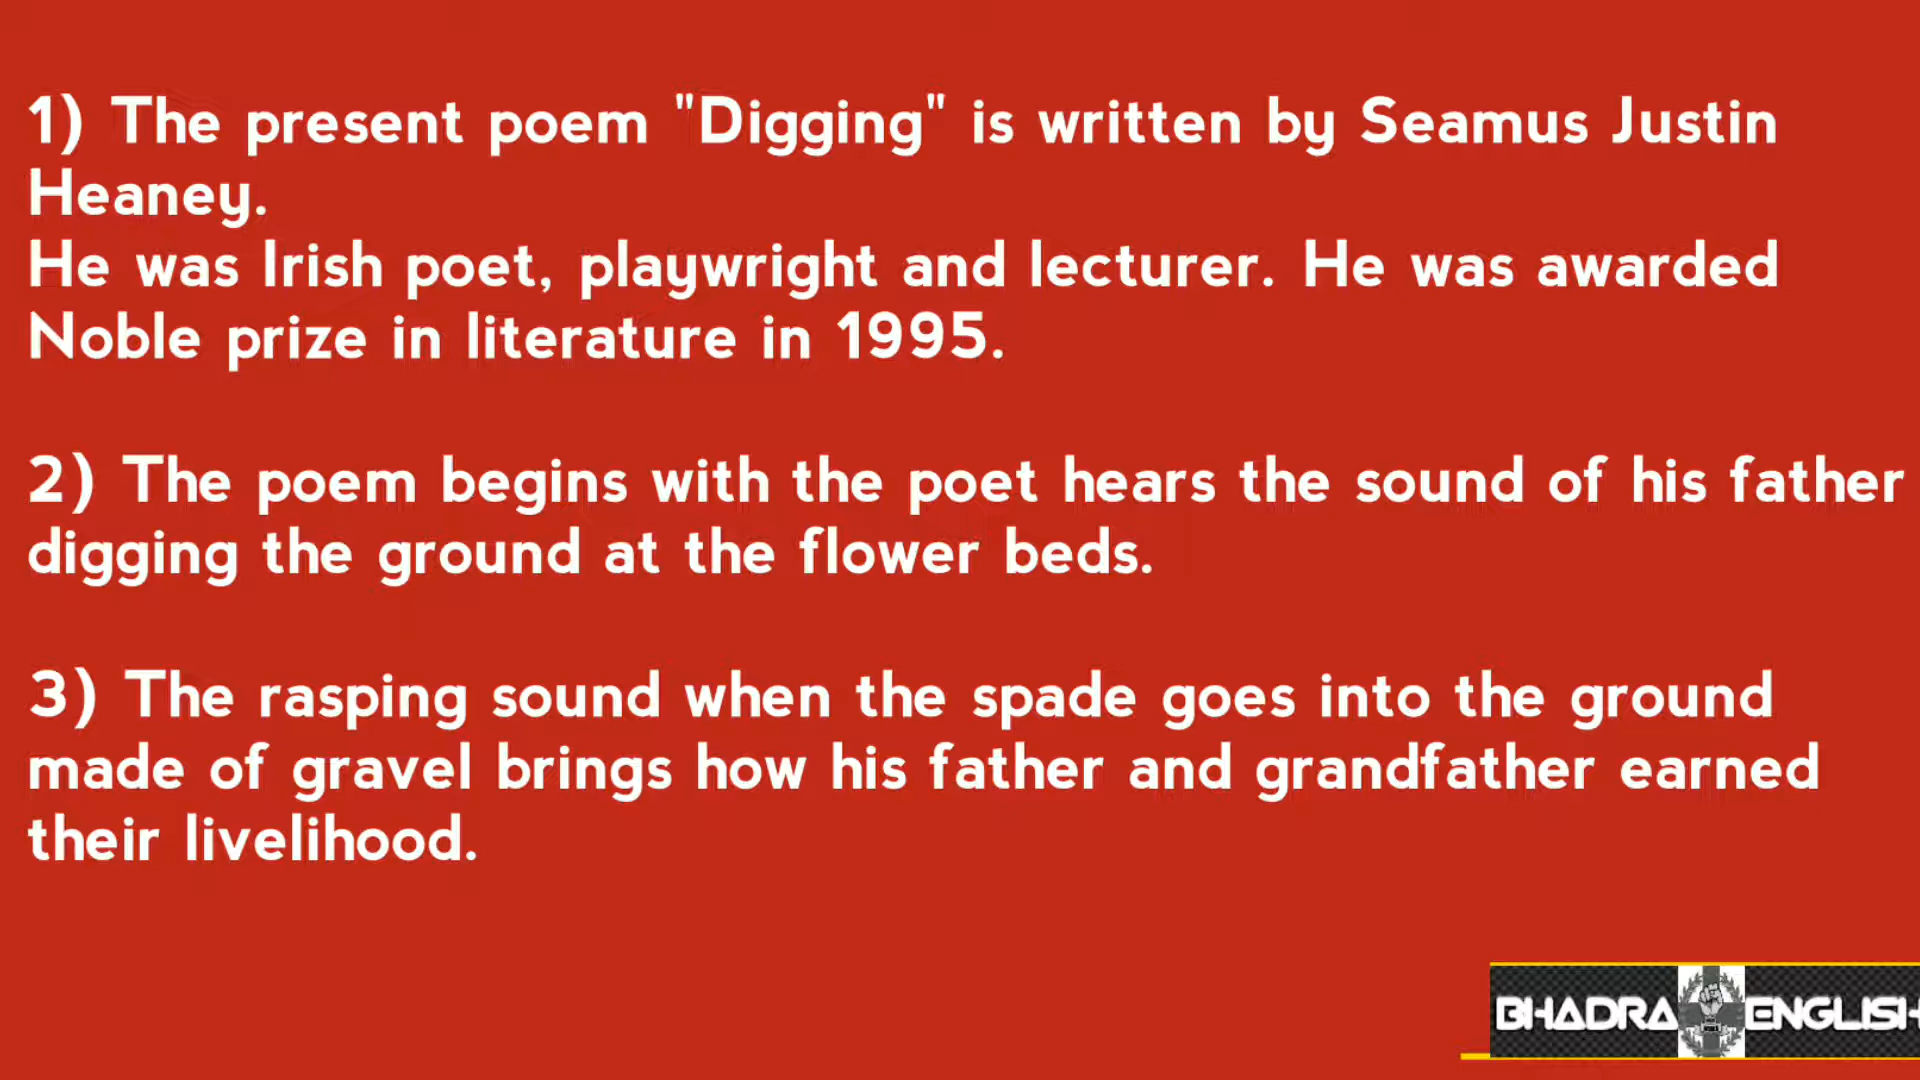 1) The present poem "Digging" is written by Seamus Justin
Heaney.
He was Irish poet, playwright and lecturer. He was awarded
Noble prize in literature in 1995.
2) The poem begins with the poet hears the sound of his father
digging the ground at the flower beds.
3) The rasping sound when the spade goes into the ground
made of gravel brings how his father and grandfather earned
their livelihood.
BHADRA ENGLISH